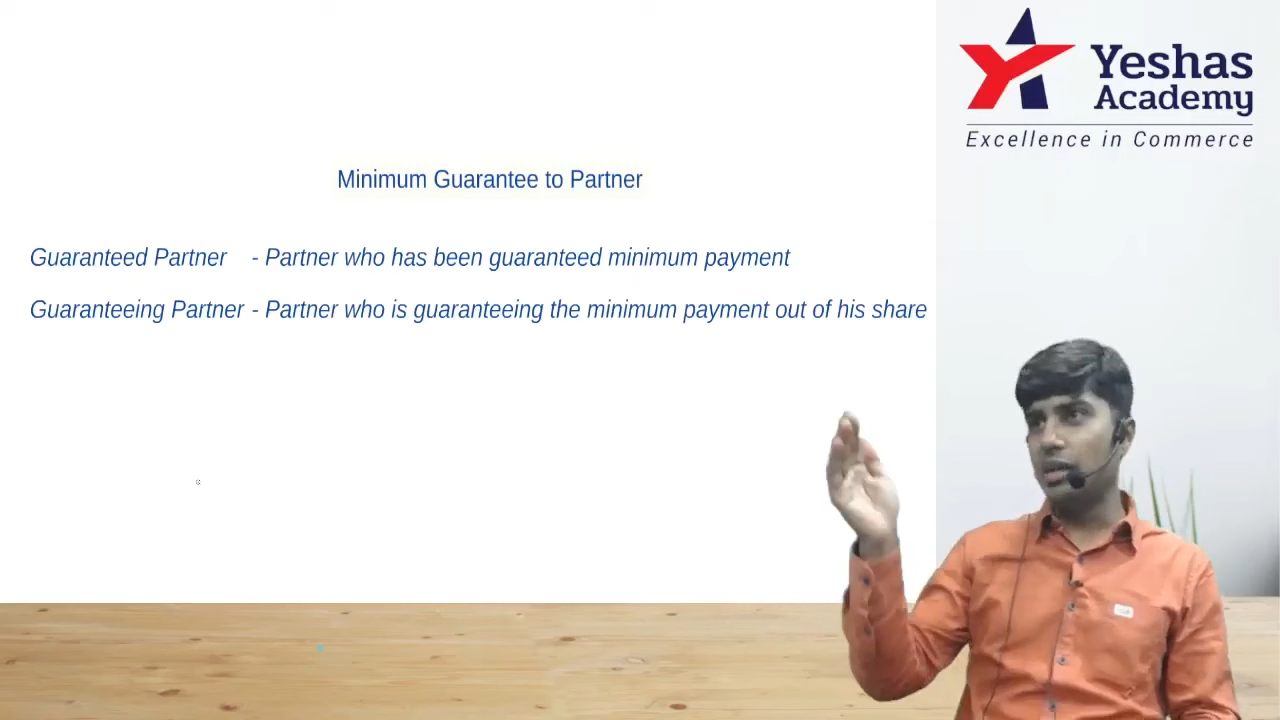 Yeshas
Academy
Excellence in Commerce
Minimum Guarantee to Partner
Guaranteed Partner - Partner who has been guaranteed minimum payment
Guaranteeing Partner - Partner who is guaranteeing the minimum payment out of his share